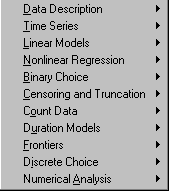 Data Description
Time Series
Linear Models
Nonlinear Regression
Binary Choice
Censoring and Truncation
Count Data
Duration Models
Frontiers
Discrete Choice
Numerical Analysis